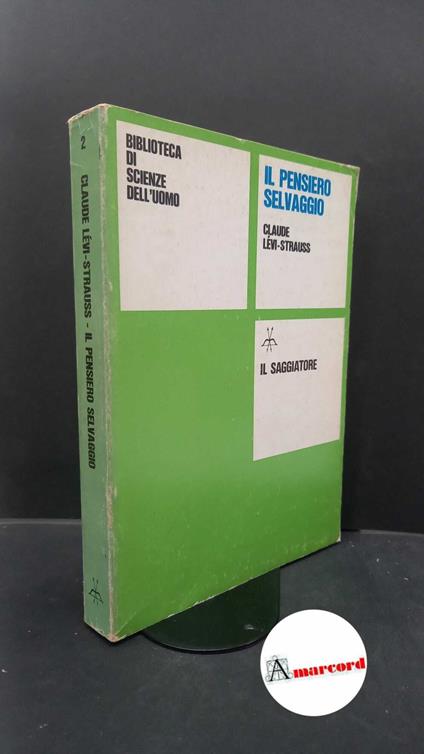 2
CLAUDE LÉVI-STRAUSS - IL PENSIERO SELVAGGIO
BIBLIOTECA
DI
SCIENZE
DELL'UOMO
IL PENSIERO
SELVAGGIO
CLAUDE
LÉVI-STRAUSS
IL SAGGIATORE
Amarcord